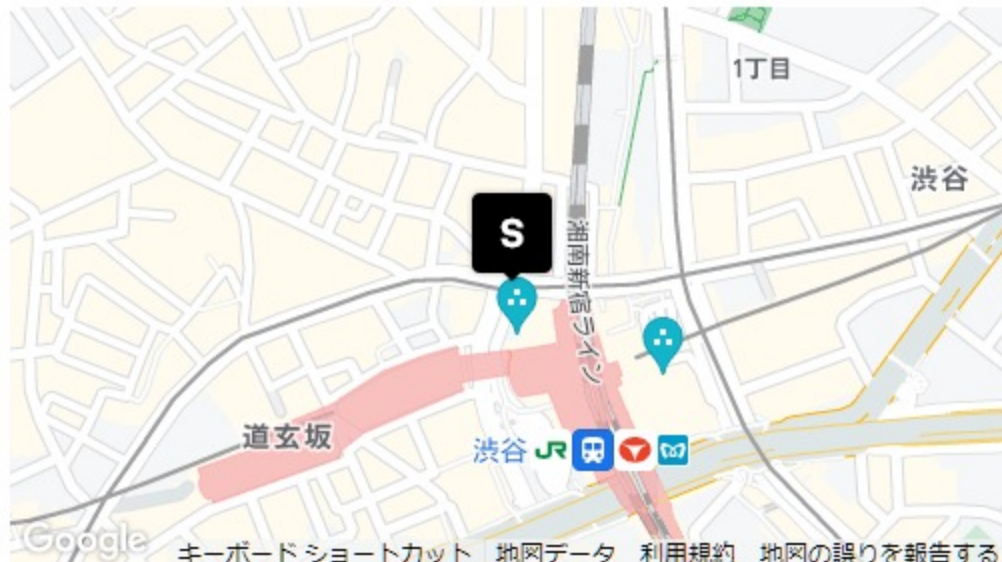 1丁目
渋谷
S
湘南新宿ライン
道玄坂
渋谷 JR
Google
キーボード ショートカット 地図データ 利用規約 地図の誤りを報告する